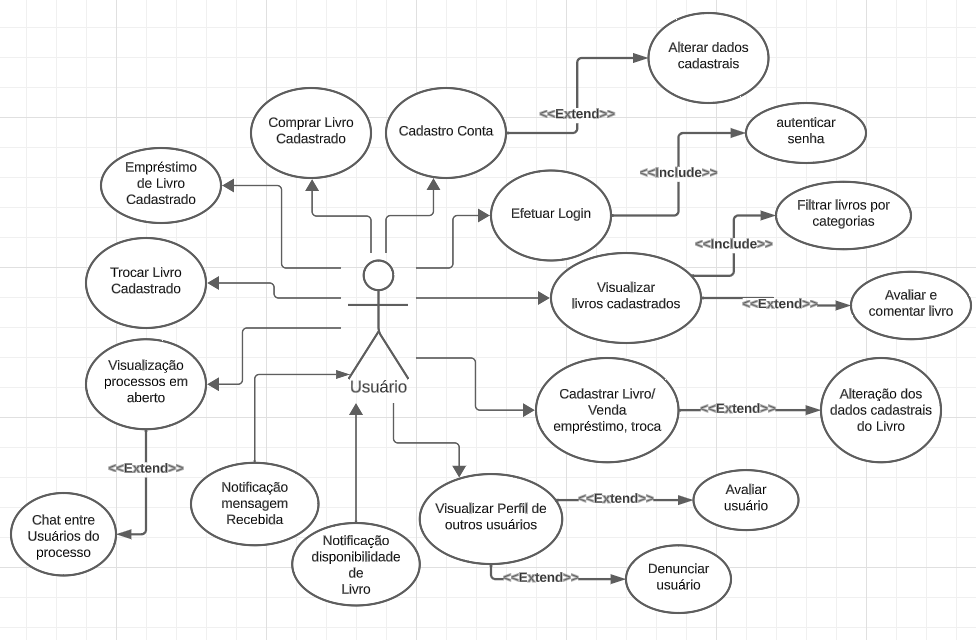 Alterar dados
cadastrais
<<Extend>>
Comprar Livro
Cadastrado
Cadastro Conta
autenticar
senha
<<Include>>
Empréstimo
de Livro
Cadastrado
Efetuar Login
Filtrar livros por
categorias
<<Include>>
Trocar Livro
Cadastrado
Visualizar
livros cadastrados
<<Extend>>
Avaliar e
comentar livro
Visualização
processos em
aberto
Usuário
Cadastrar Livro/
Venda
empréstimo, troca
<<Extend>>
Alteração dos
dados cadastrais
do Livro
<<Extend>>
Notificação
mensagem
Recebida
Visualizar Perfil de
outros usuários
<<Extend>>
Avaliar
usuário
Chat entre
Usuários do
processo
Notificação
disponibilidade
de
Livro
<<Extend>>
Denunciar
usuário